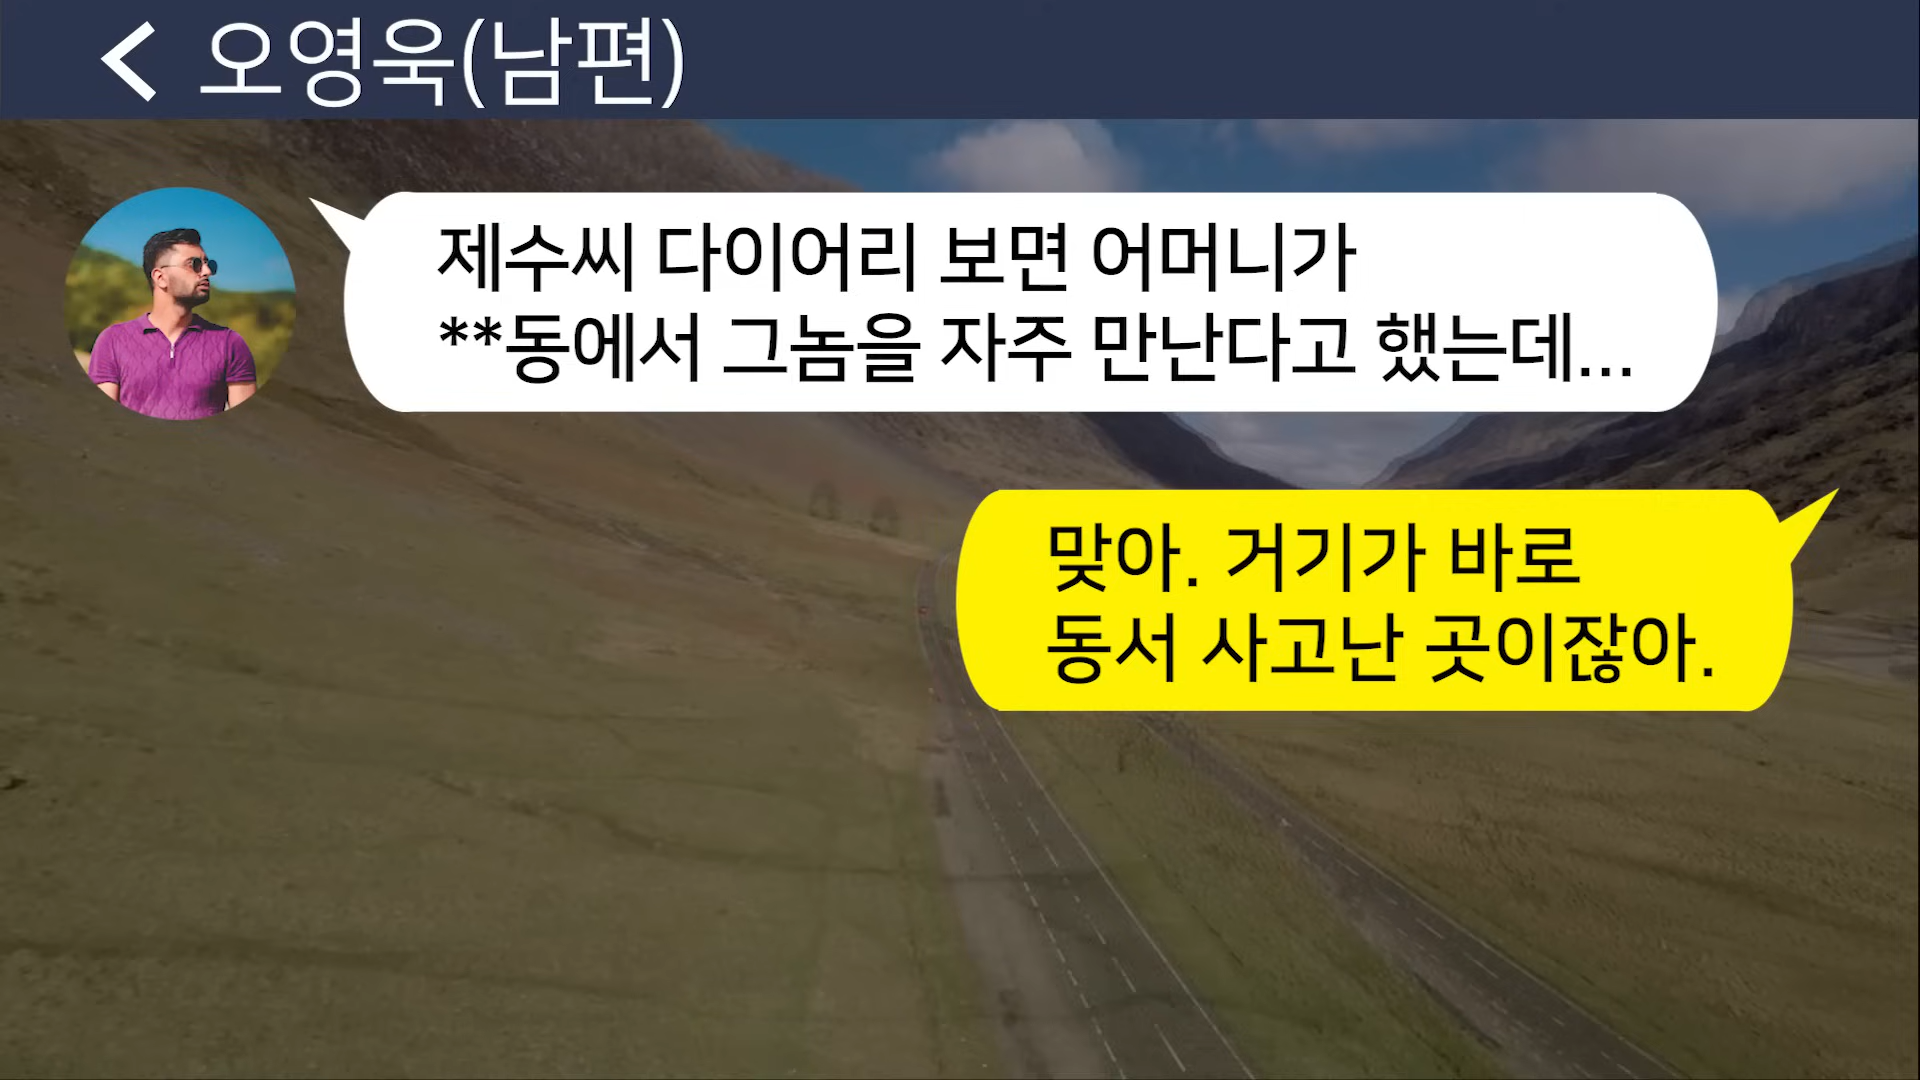 오영욱(남편)
제수씨 다이어리 보면 어머니가
**동에서 그놈을 자주 만난다고 했는데...
맞아. 거기가 바로
동서 사고난 곳이잖아.